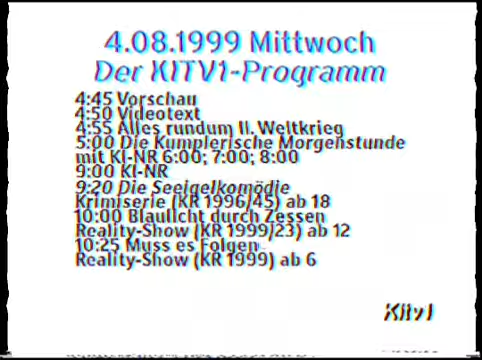 4.08.1999 Mittwoch
Der KITV1-Programm
4:45 Vorschau
4:50 Videotext
4:55 Alles rundum II. Weltkrieg
5:00 Die Kumplerische Morgenstunde
mit KI-NR 6:00; 7:00; 8:00
9:00 KI-NR
9:20 Die Seeigelkomödie
Krimiserie (KR 1996/45) ab 18
10:00 Blaulicht durch Zessen
Reality-Show (KR 1999/23) ab 12
10:25 Muss es Folgen
Reality-Show (KR 1999) ab 6
Kitv1